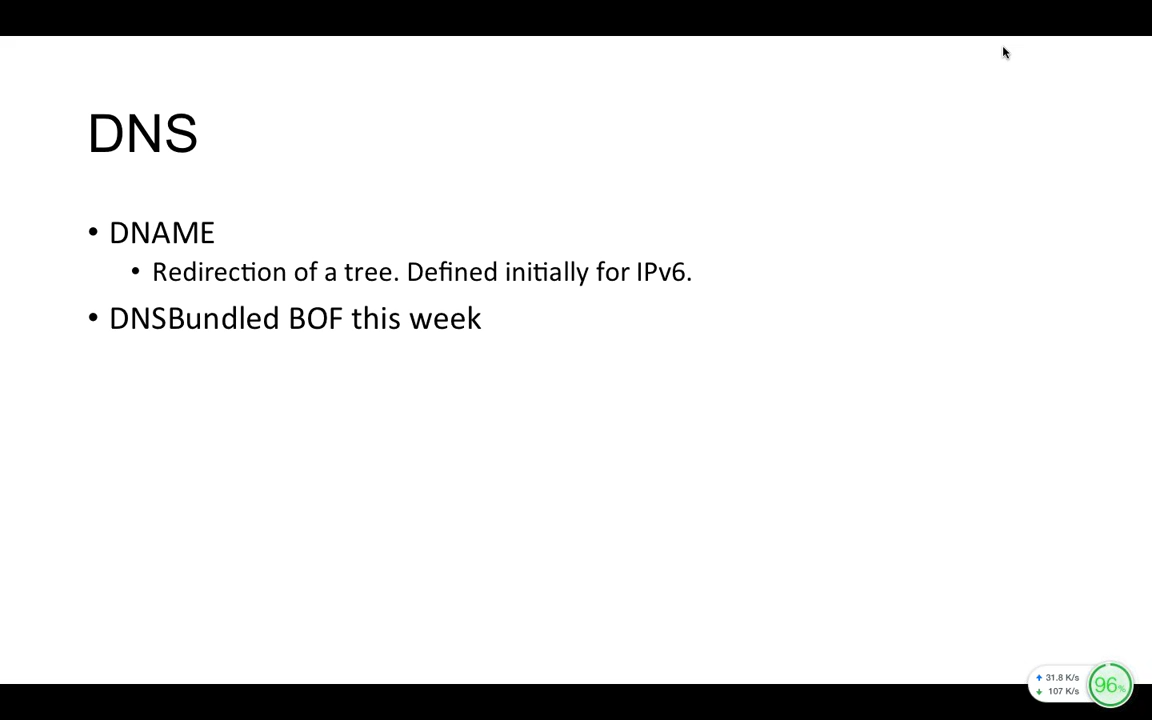 DNS
• DNAME
• Redirection of a tree. Defined initially for IPv6.
• DNSBundled BOF this week
31.8 K/s
107 K/s
96%